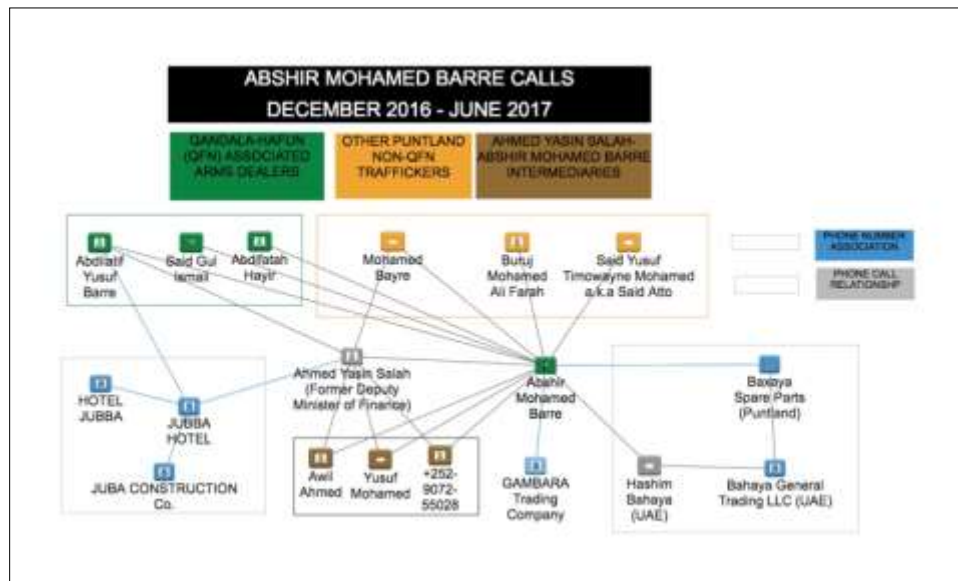 ABSHIR MOHAMED BARRE CALLS
DECEMBER 2016 - JUNE 2017
QANDALA-HAFUN
(QFN) ASSOCIATED
ARMS DEALERS
OTHER PUNTLAND
NON-QFN
TRAFFICKERS
AHMED YASIN SALAH-
ABSHIR MOHAMED BARRE
INTERMEDIARIES
PHONE NUMBER
ASSOCIATION
PHONE CALL
RELATIONSHP
Abdilatif
Yusuf
Barre
Said Gul
Ismail
Abdifatah
Hayir
Mohamed
Bayre
Butuj
Mohamed
Ali Farah
Said Yusuf
Timowayne Mohamed
a/k.a Said Atto
HOTEL
JUBBA
JUBBA
HOTEL
JUBA CONSTRUCTION
Co.
Ahmed Yasin Salah
(Former Deputy
Minister of Finance)
Abshir
Mohamed
Barre
Baxaya
Spare Parts
(Puntland)
Awil
Ahmed
Yusuf
Mohamed
+252-
9072-
55028
GAMBARA
Trading
Company
Hashim
Bahaya
(UAE)
Bahaya General
Trading LLC (UAE)